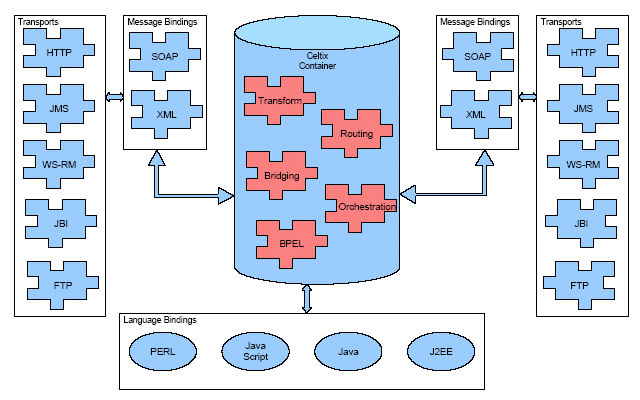 Transports
HTTP
JMS
WS-RM
JBI
FTP
Message Bindings
SOAP
XML
Celtix
Container
Transform
Routing
Bridging
Orchestration
BPEL
Message Bindings
SOAP
XML
Transports
HTTP
JMS
WS-RM
JBI
FTP
Language Bindings
PERL
Java
Script
Java
J2EE